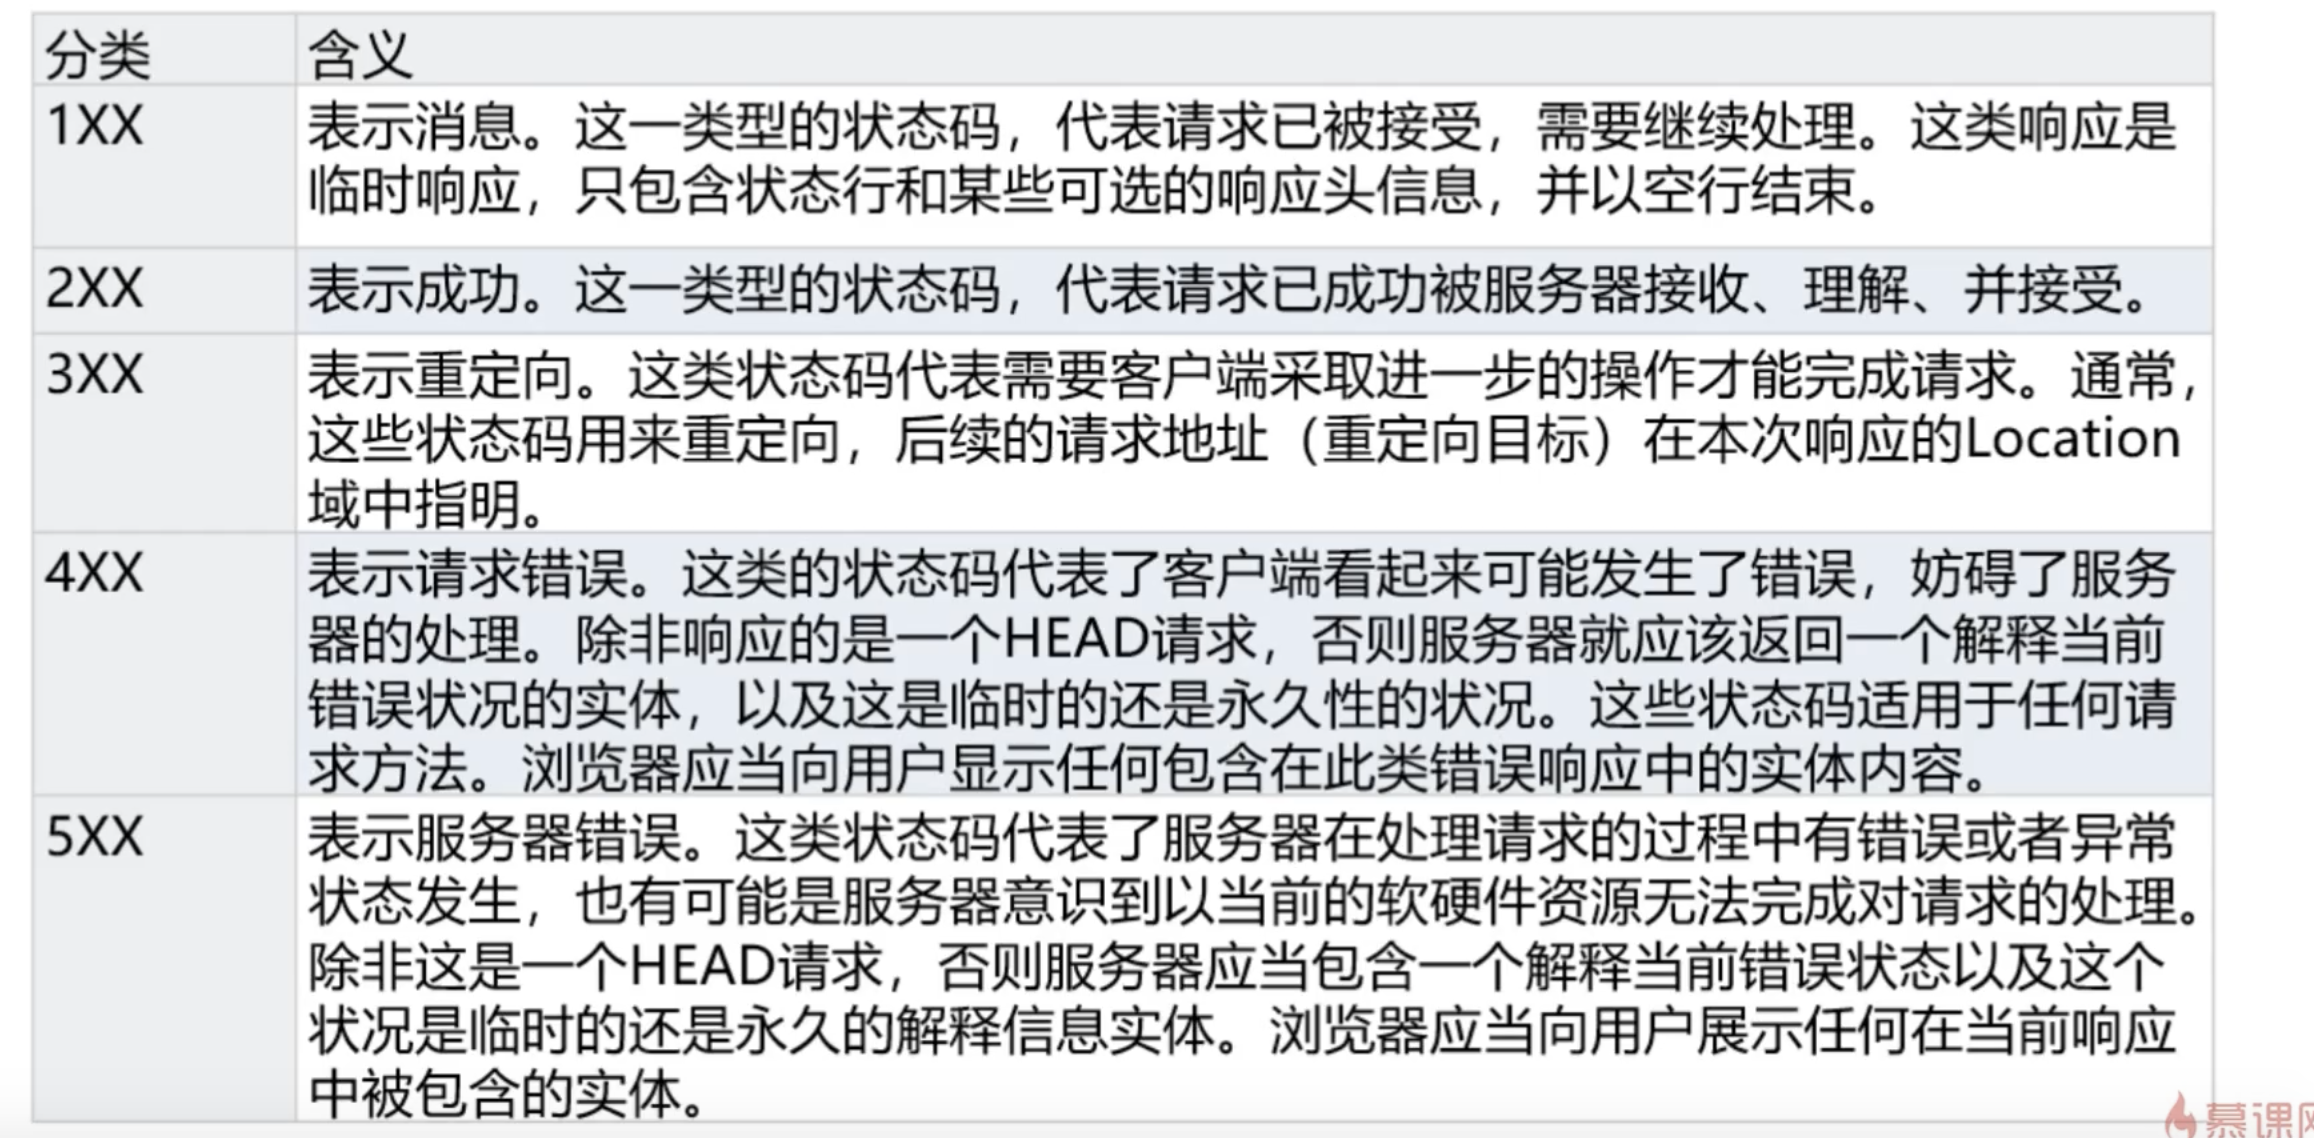 分类 含义
1XX 表示消息。这一类型的状态码，代表请求已被接受，需要继续处理。这类响应是
临时响应，只包含状态行和某些可选的响应头信息，并以空行结束。
2XX 表示成功。这一类型的状态码，代表请求已成功被服务器接收、理解、并接受。
3XX 表示重定向。这类状态码代表需要客户端采取进一步的操作才能完成请求。通常，
这些状态码用来重定向，后续的请求地址（重定向目标）在本次响应的Location
域中指明。
4XX 表示请求错误。这类的状态码代表了客户端看起来可能发生了错误，妨碍了服务
器的处理。除非响应的是一个HEAD请求，否则服务器就应该返回一个解释当前
错误状况的实体，以及这是临时的还是永久性的状况。这些状态码适用于任何请
求方法。浏览器应当向用户显示任何包含在此类错误响应中的实体内容。
5XX 表示服务器错误。这类状态码代表了服务器在处理请求的过程中有错误或者异常
状态发生，也有可能是服务器意识到以当前的软硬件资源无法完成对请求的处理。
除非这是一个HEAD请求，否则服务器应当包含一个解释当前错误状态以及这个
状况是临时的还是永久的解释信息实体。浏览器应当向用户展示任何在当前响应
中被包含的实体。
慕课网